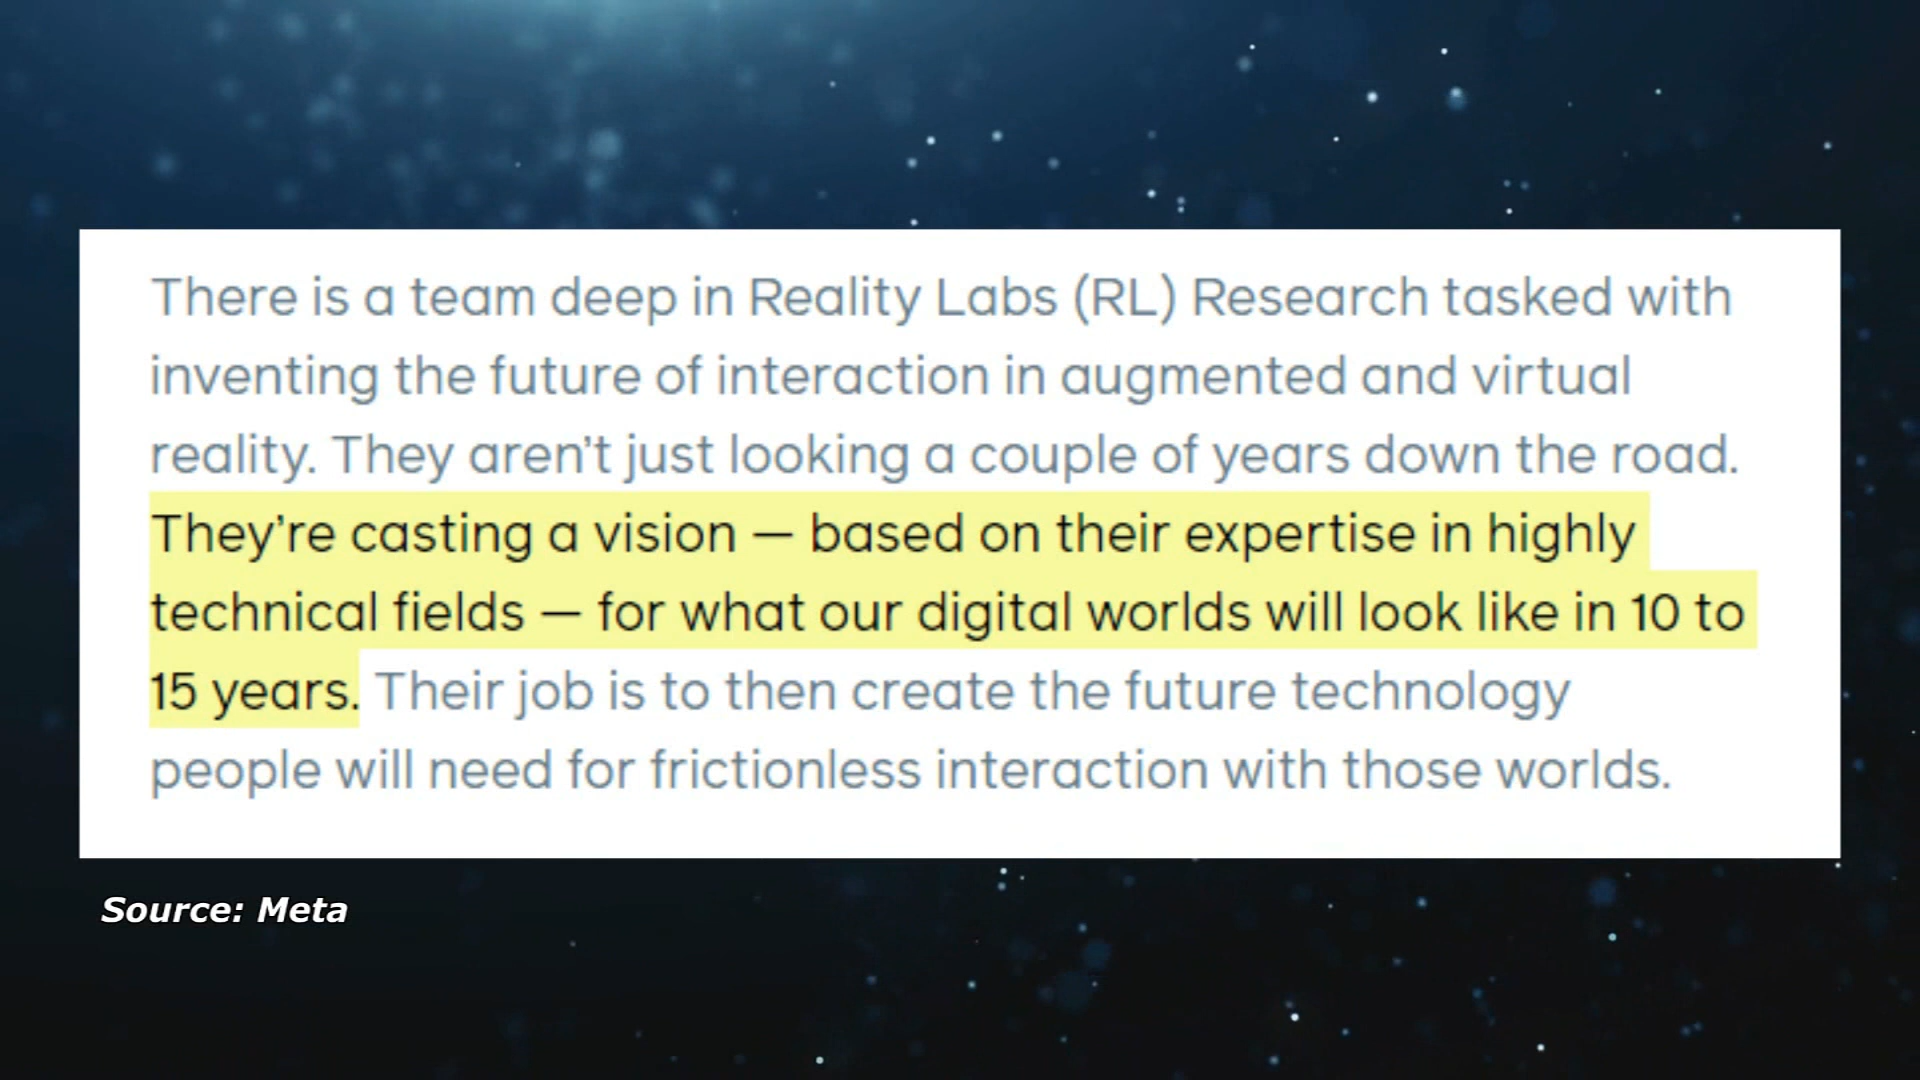 There is a team deep in Reality Labs (RL) Research tasked with
inventing the future of interaction in augmented and virtual
reality. They aren't just looking a couple of years down the road.
They're casting a vision — based on their expertise in highly
technical fields — for what our digital worlds will look like in 10 to
15 years. Their job is to then create the future technology
people will need for frictionless interaction with those worlds.
Source: Meta